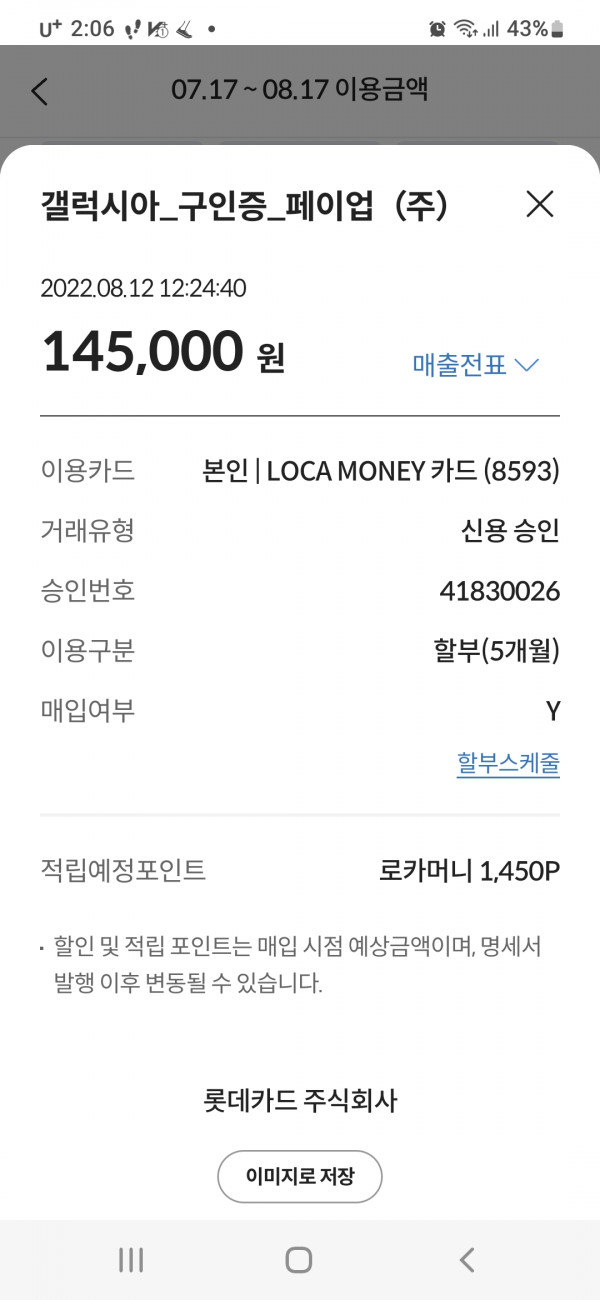 U+ 2:06
43%
07.17 ~ 08.17 이용금액
갤럭시아_구인증_페이업 (주)
2022.08.12 12:24:40
145,000 원
매출전표
이용카드 본인 | LOCA MONEY 카드 (8593)
거래유형 신용 승인
승인번호 41830026
이용구분 할부(5개월)
매입여부 Y
할부스케줄
적립예정포인트 로카머니 1,450P
· 할인 및 적립 포인트는 매입 시점 예상금액이며, 명세서
발행 이후 변동될 수 있습니다.
롯데카드 주식회사
이미지로 저장